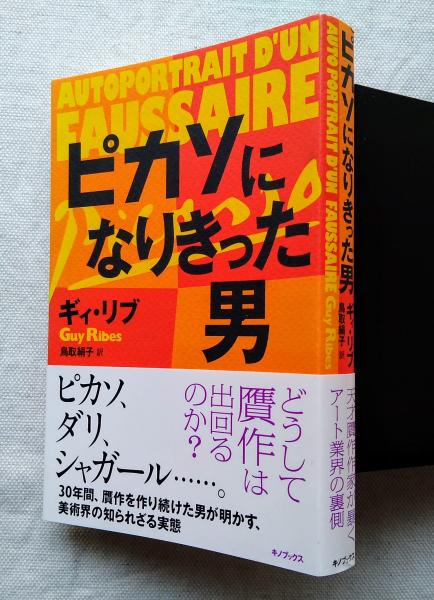 AUTOPORTRAIT D'UN
FAUSSAIRE
ピカソに
なりきった
男
Picasso
ギィ・リブ
Guy Ribes
鳥取絹子 訳
どうして
贋作は
出回る
のか?
ピカソ、
ダリ、
シャガール……。
30年間、贋作を作り続けた男が明かす、
美術界の知られざる実態
キノブックス
ピカソになりきった男
AUTOPORTRAIT D'UN FAUSSAIRE Guy Ribes
ギィ・リブ
鳥取絹子 訳
天才贋作作家が暴く
アート業界の裏側